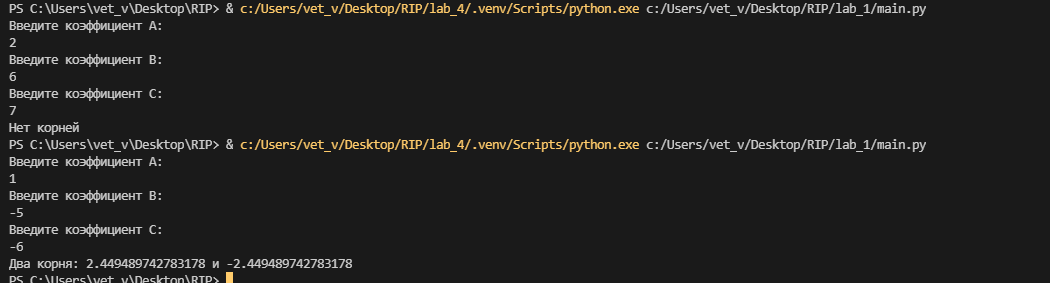 PS C:\Users\vet_v\Desktop\RIP> & c:/Users/vet_v/Desktop/RIP/lab_4/.venv/Scripts/python.exe c:/Users/vet_v/Desktop/RIP/lab_1/main.py
Введите коэффициент А:
2
Введите коэффициент В:
6
Введите коэффициент С:
7
Нет корней
PS C:\Users\vet_v\Desktop\RIP> & c:/Users/vet_v/Desktop/RIP/lab_4/.venv/Scripts/python.exe c:/Users/vet_v/Desktop/RIP/lab_1/main.py
Введите коэффициент А:
1
Введите коэффициент В:
-5
Введите коэффициент С:
-6
Два корня: 2.449489742783178 и -2.449489742783178
PS C:\Users\vet_v\Desktop\RIP>